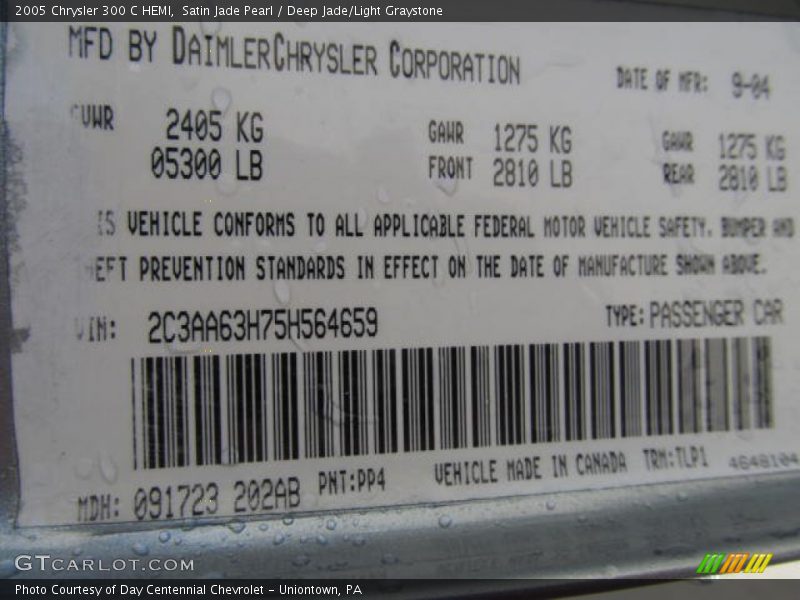 2005 Chrysler 300 C HEMI,  Satin Jade Pearl / Deep Jade/Light Graystone
MFD BY DAIMLERCHRYSLER CORPORATION
DATE OF MFR: 9-04
GVWR 2405 KG
05300 LB
GAWR 1275 KG
FRONT 2810 LB
GAWR 1275 KG
REAR 2810 LB
IS VEHICLE CONFORMS TO ALL APPLICABLE FEDERAL MOTOR VEHICLE SAFETY, BUMPER AND
HEFT PREVENTION STANDARDS IN EFFECT ON THE DATE OF MANUFACTURE SHOWN ABOVE.
VIN: 2C3AA63H75H564659
TYPE: PASSENGER CAR
MDH: 091723 202AB
PNT:PP4
VEHICLE MADE IN CANADA
TRM:TLP1
4648104
GTCARLOT.COM
Photo Courtesy of Day Centennial Chevrolet - Uniontown, PA